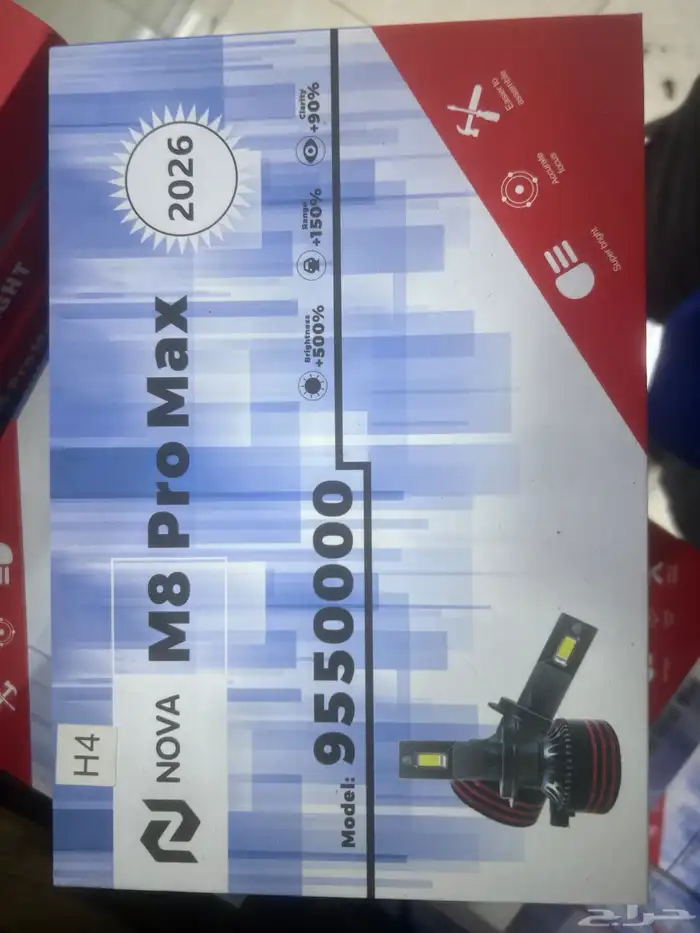 H4
NOVA
M8 Pro Max
2026
Model: 9550000
Brightness
+500%
Range
+150%
Clarity
+90%
Super bright
Accurate
focus
Easier to
assemble
GHT
حراج